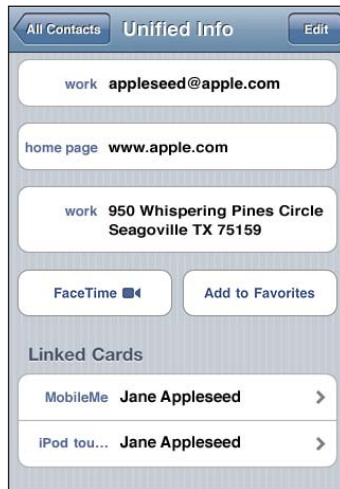 All Contacts Unified Info Edit
work appleseed@apple.com
home page www.apple.com
work 950 Whispering Pines Circle
Seagoville TX 75159
FaceTime Add to Favorites
Linked Cards
MobileMe Jane Appleseed
iPod tou... Jane Appleseed